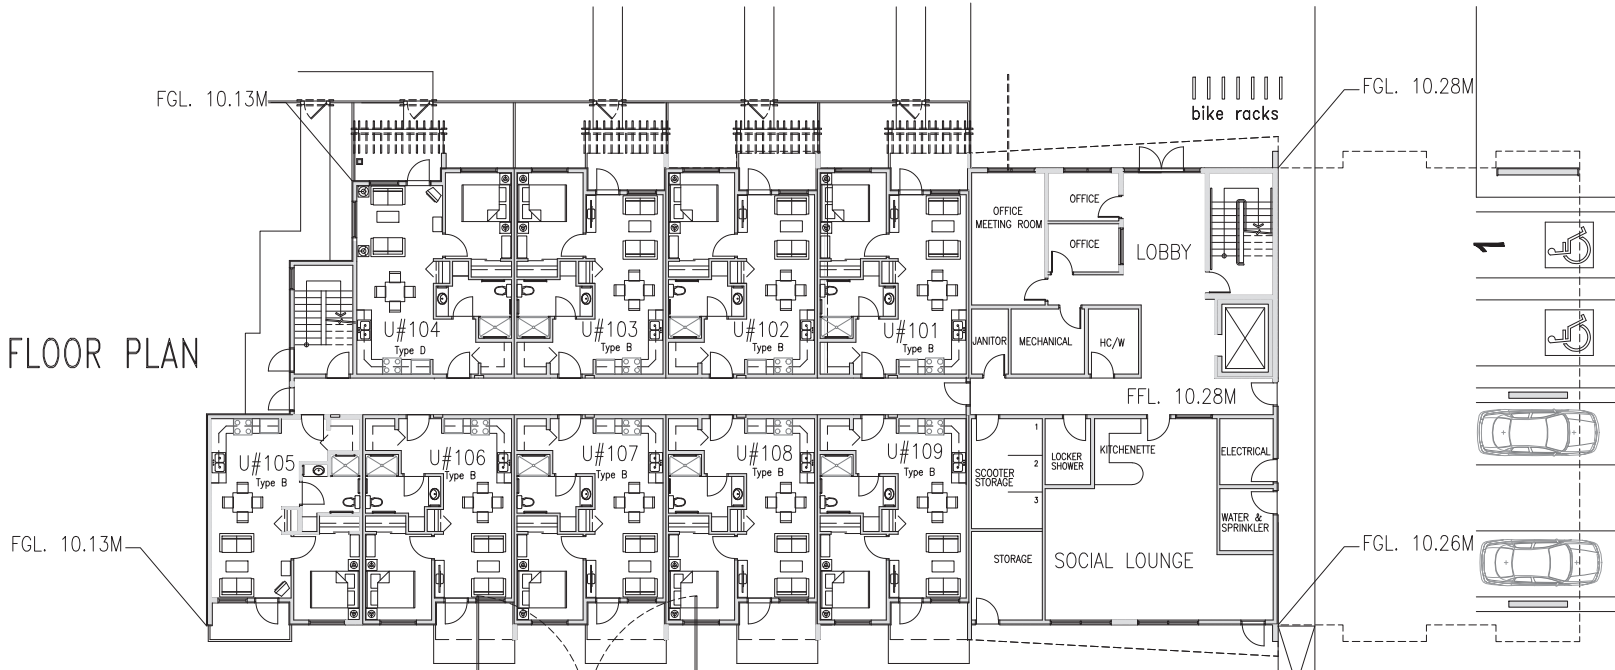 FGL. 10.13M
FGL. 10.28M
bike racks
OFFICE
MEETING ROOM
OFFICE
OFFICE
LOBBY
1
FLOOR PLAN
U#104
Type D
U#103
Type B
U#102
Type B
U#101
Type B
JANITOR
MECHANICAL
HC/W
FFL. 10.28M
U#105
Type B
U#106
Type B
U#107
Type B
U#108
Type B
U#109
Type B
1
2
3
SCOOTER
STORAGE
LOCKER
SHOWER
KITCHENETTE
ELECTRICAL
WATER &
SPRINKLER
FGL. 10.13M
STORAGE
SOCIAL LOUNGE
FGL. 10.26M